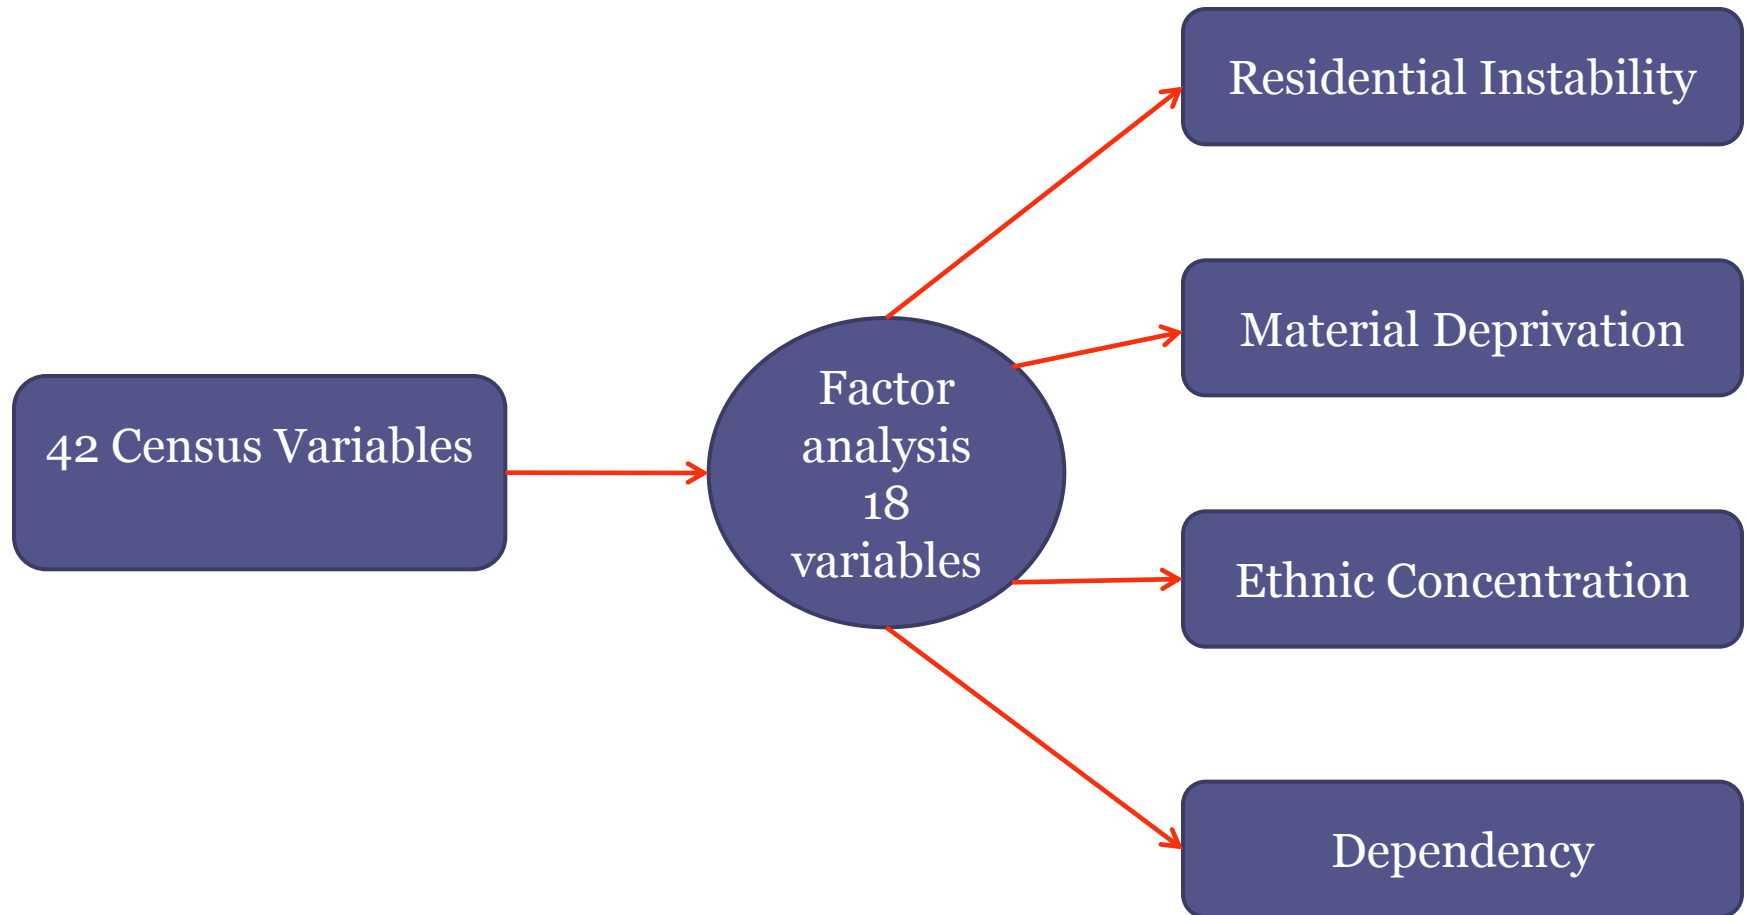 42 Census Variables
Factor
analysis
18
variables
Residential Instability
Material Deprivation
Ethnic Concentration
Dependency